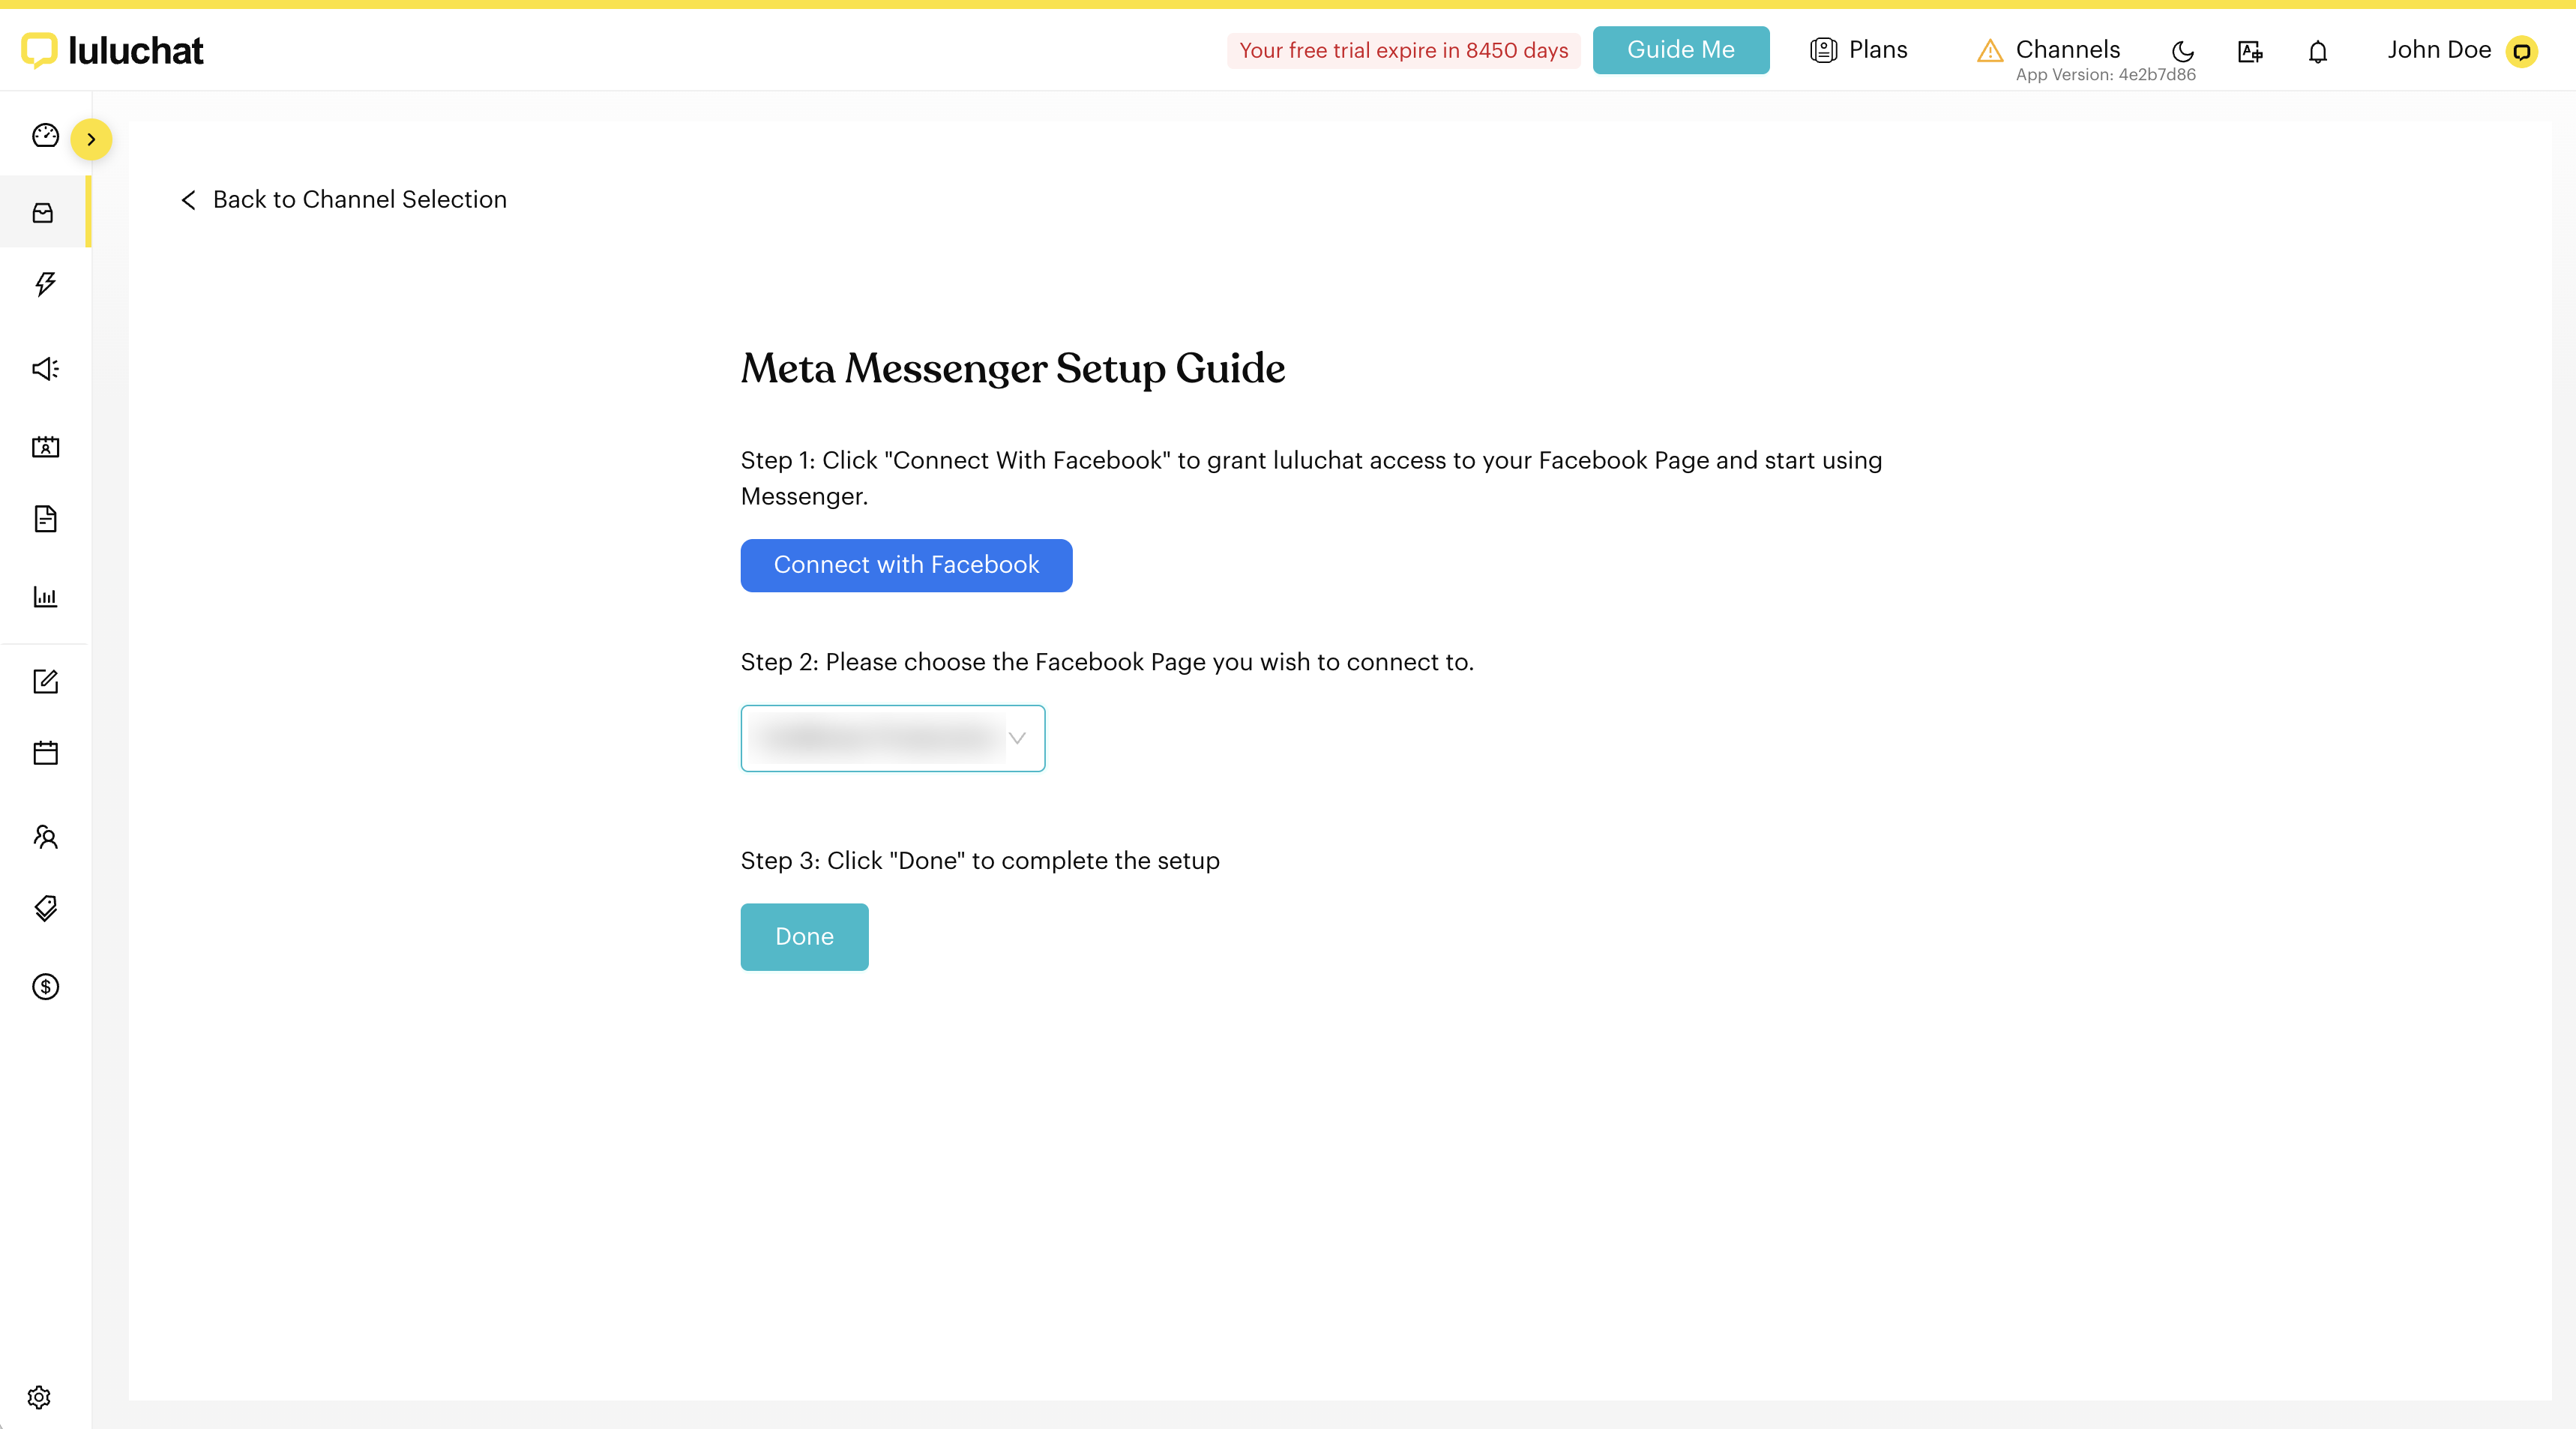 luluchat
Your free trial expire in 8450 days
Guide Me
Plans
Channels
App Version: 4e2b7d86
John Doe
Back to Channel Selection
Meta Messenger Setup Guide
Step 1: Click "Connect With Facebook" to grant luluchat access to your Facebook Page and start using
Messenger.
Connect with Facebook
Step 2: Please choose the Facebook Page you wish to connect to.
Step 3: Click "Done" to complete the setup
Done